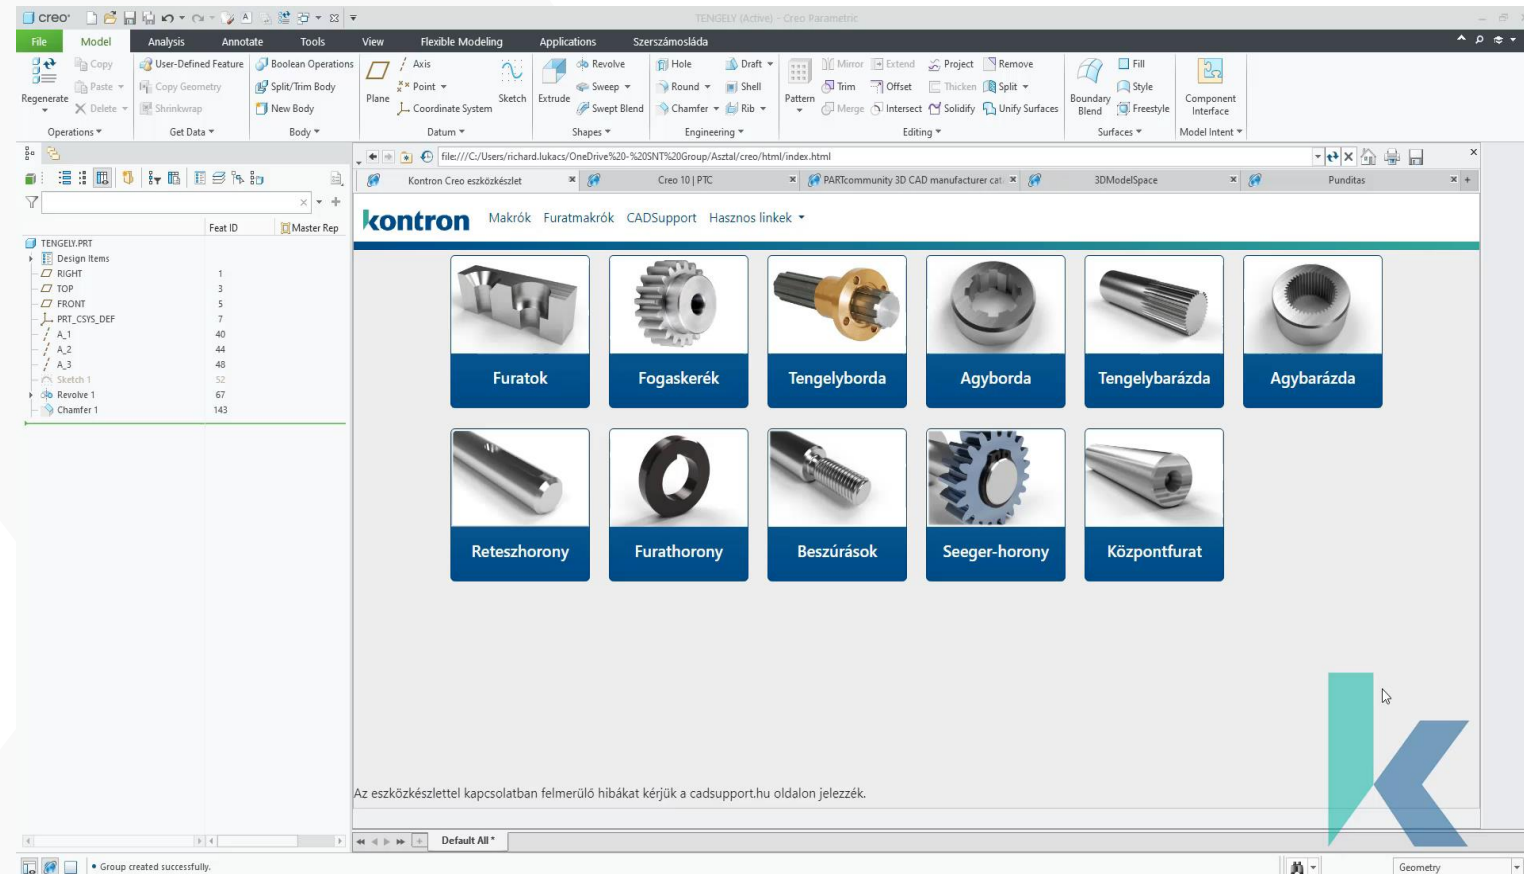 creo·
TENGELY (Active) - Creo Parametric
File Model Analysis Annotate Tools View Flexible Modeling Applications Szerszámosláda
Regenerate
Copy
Paste
Delete
Operations
User-Defined Feature
Copy Geometry
Shrinkwrap
Get Data
Boolean Operations
Split/Trim Body
New Body
Body
Plane
Axis
Point
Coordinate System
Sketch
Datum
Extrude
Revolve
Sweep
Swept Blend
Shapes
Hole Draft
Round Shell
Chamfer Rib
Engineering
Pattern
Mirror Extend Project Remove
Trim Offset Thicken Split
Merge Intersect Solidify Unify Surfaces
Editing
Boundary Blend
Fill
Style
Freestyle
Surfaces
Component Interface
Model Intent
file:///C:/Users/richard.lukacs/OneDrive%20-%20SNT%20Group/Asztal/creo/html/index.html
Kontron Creo eszközkészlet
Creo 10 | PTC
PARTcommunity 3D CAD manufacturer cat
3DModelSpace
Punditas
Feat ID Master Rep
TENGELY.PRT
Design Items
RIGHT 1
TOP 3
FRONT 5
PRT_CSYS_DEF 7
A_1 40
A_2 44
A_3 48
Sketch 1 52
Revolve 1 67
Chamfer 1 143
kontron Makrók Furatmakrók CADSupport Hasznos linkek
Furatok Fogaskerék Tengelyborda Agyborda Tengelybarázda Agybarázda
Reteszhorony Furathorony Beszúrások Seeger-horony Központfurat
Az eszközkészlettel kapcsolatban felmerülő hibákat kérjük a cadsupport.hu oldalon jelezzék.
Default All *
• Group created successfully.
Geometry